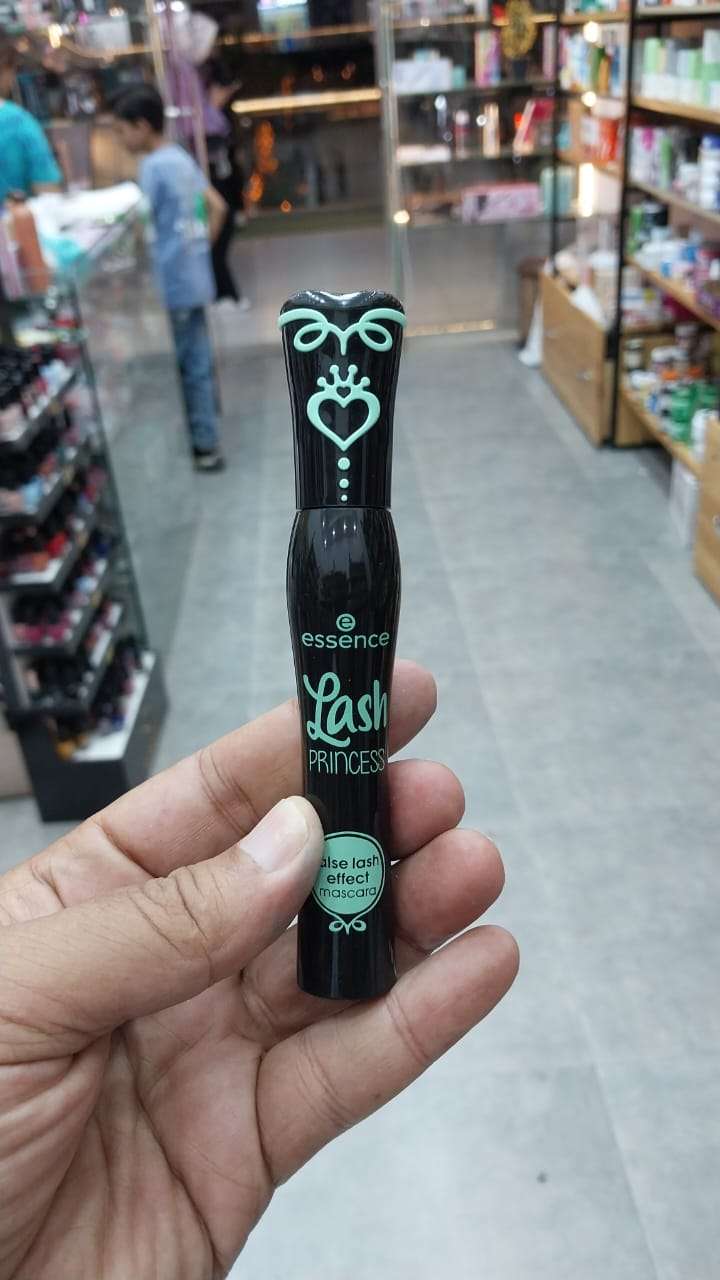 e
essence
Lash
PRINCESS
alse lash
effect
mascara